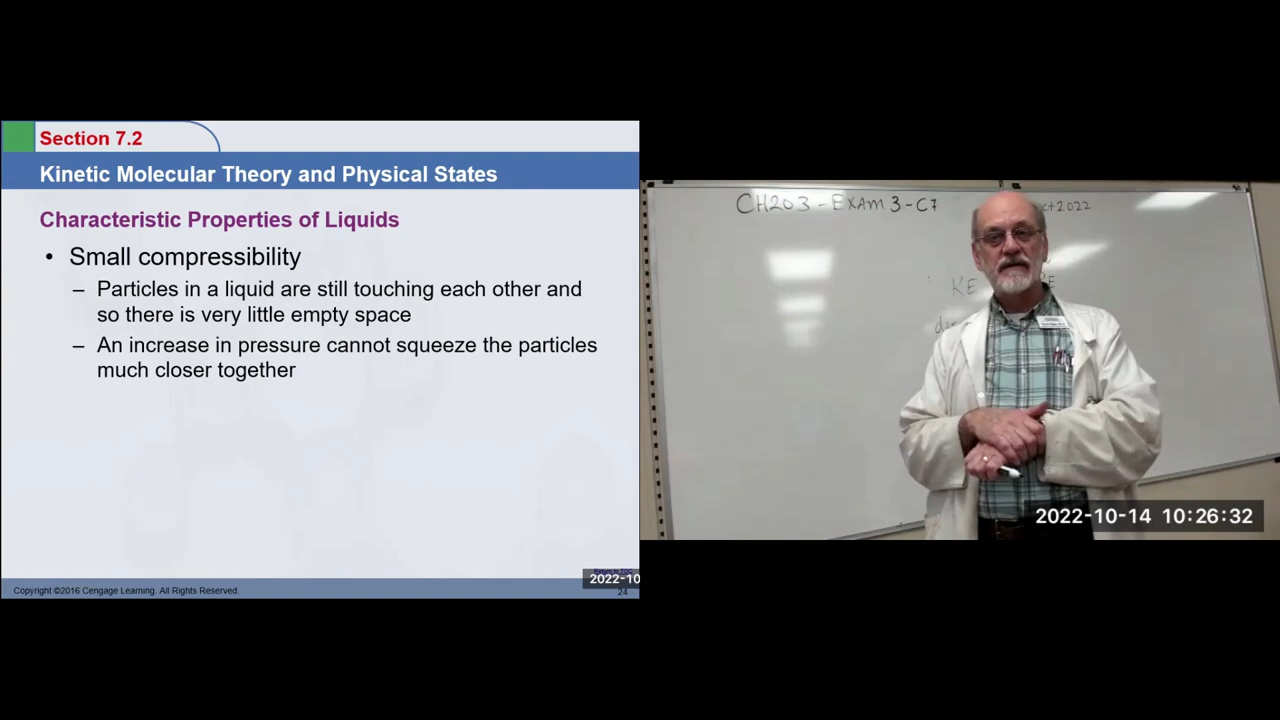 Section 7.2
Kinetic Molecular Theory and Physical States
Characteristic Properties of Liquids
• Small compressibility
– Particles in a liquid are still touching each other and
so there is very little empty space
– An increase in pressure cannot squeeze the particles
much closer together
Copyright ©2016 Cengage Learning. All Rights Reserved.
2022-10
24
CH203 - EXAM 3 - C7
2022
KE
2022-10-14 10:26:32